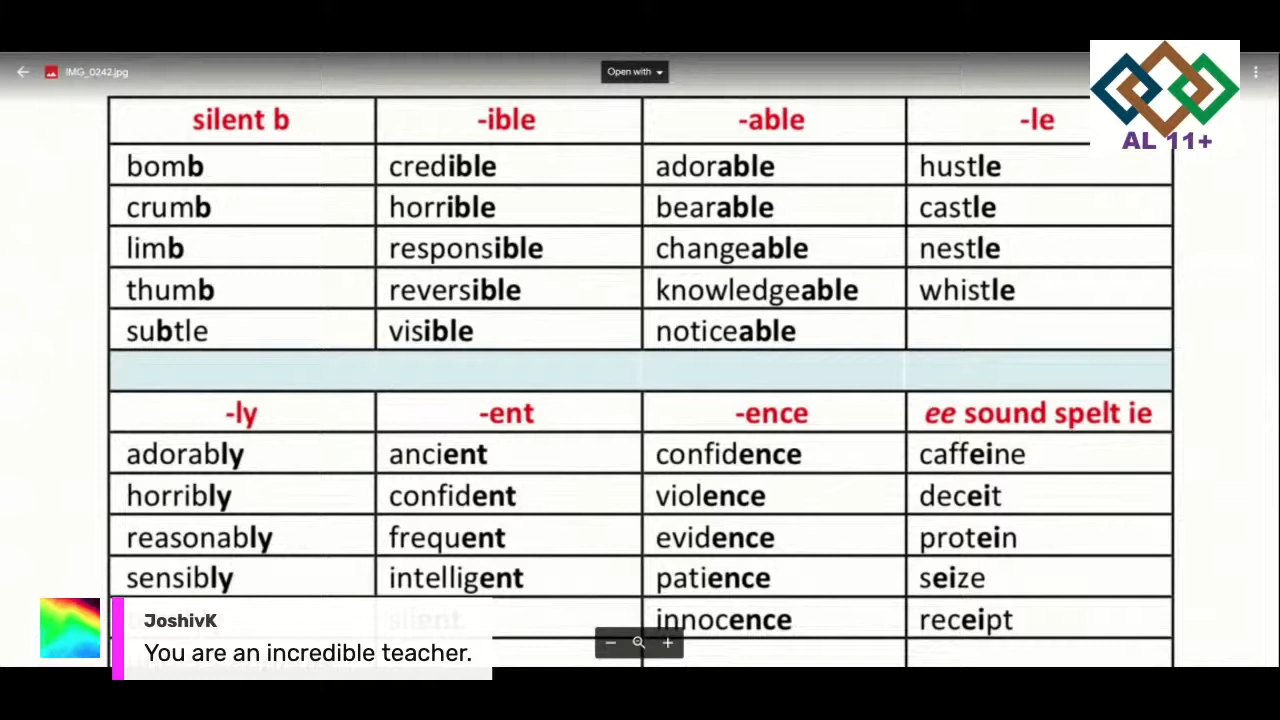 IMG_0242.jpg
Open with
AL 11+
silent b -ible -able -le
bomb credible adorable hustle
crumb horrible bearable castle
limb responsible changeable nestle
thumb reversible knowledgeable whistle
subtle visible noticeable
-ly -ent -ence ee sound spelt ie
adorably ancient confidence caffeine
horribly confident violence deceit
reasonably frequent evidence protein
sensibly intelligent patience seize
silent innocence receipt
JoshivK
You are an incredible teacher.